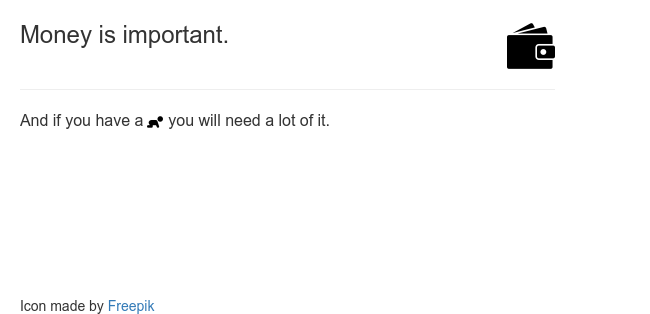 Money is important.
And if you have a you will need a lot of it.
Icon made by Freepik